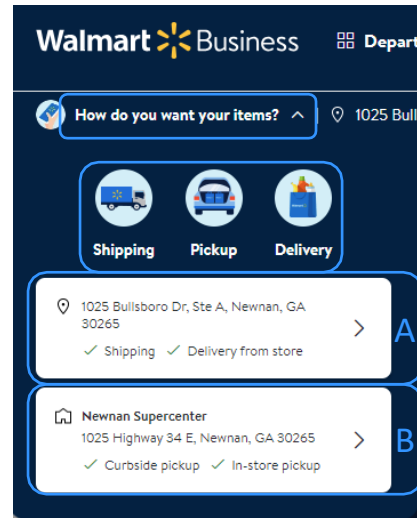 Walmart Business
Depart
How do you want your items?
1025 Bull
Shipping Pickup Delivery
1025 Bullsboro Dr, Ste A, Newnan, GA
30265
Shipping Delivery from store
A
Newnan Supercenter
1025 Highway 34 E, Newnan, GA 30265
Curbside pickup In-store pickup
B